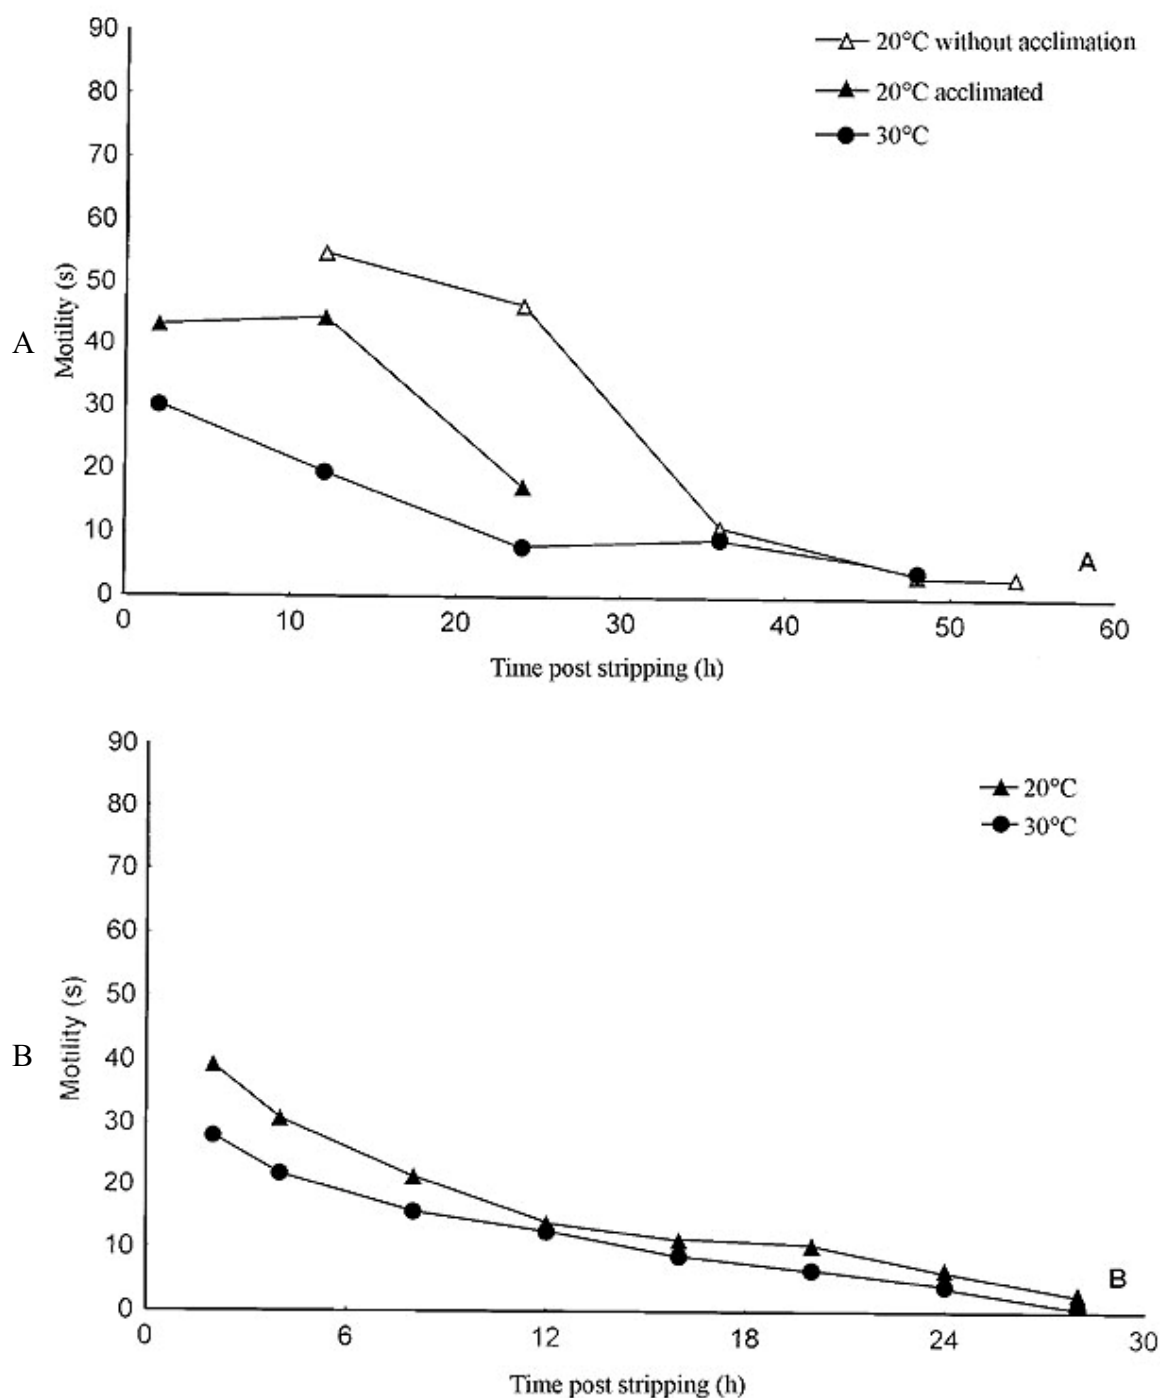 90
80
70
60
50
40
30
20
10
0
Motility (s)
A
20°C without acclimation
20°C acclimated
30°C
A
0 10 20 30 40 50 60
Time post stripping (h)
90
80
70
60
50
40
30
20
10
0
Motility (s)
B
20°C
30°C
B
0 6 12 18 24 30
Time post stripping (h)